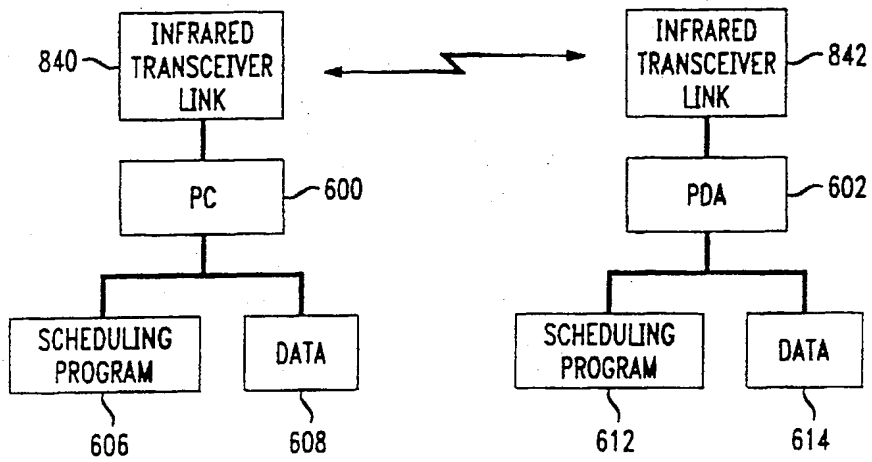 840
INFRARED
TRANSCEIVER
LINK
INFRARED
TRANSCEIVER
LINK
842
PC
600
PDA
602
SCHEDULING
PROGRAM
DATA
SCHEDULING
PROGRAM
DATA
606
608
612
614